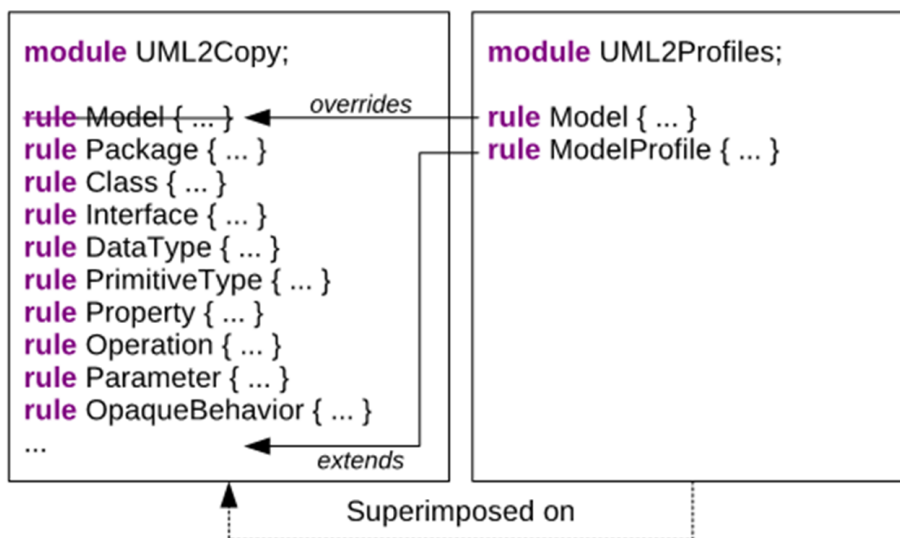 module UML2Copy;
rule Model { ... }
rule Package { ... }
rule Class { ... }
rule Interface { ... }
rule DataType { ... }
rule PrimitiveType { ... }
rule Property { ... }
rule Operation { ... }
rule Parameter { ... }
rule OpaqueBehavior { ... }
...
overrides
extends
module UML2Profiles;
rule Model { ... }
rule ModelProfile { ... }
Superimposed on